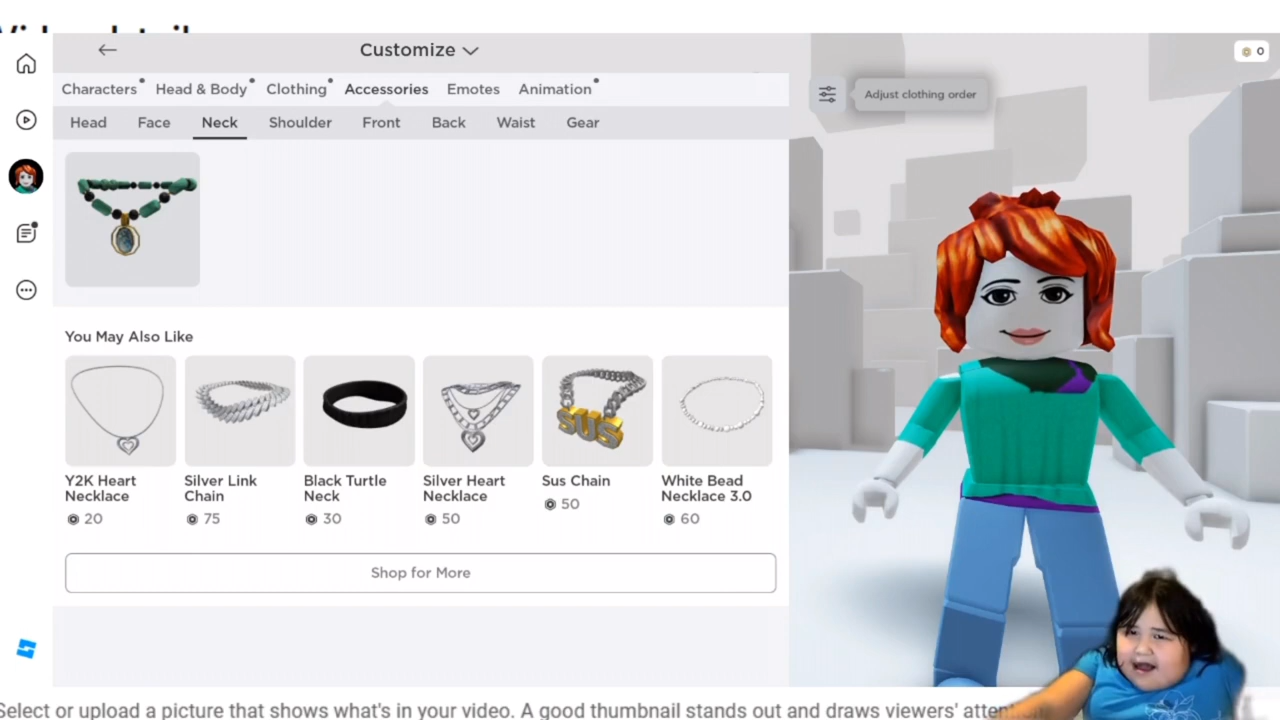 Customize
0
Characters Head & Body Clothing Accessories Emotes Animation
Adjust clothing order
Head Face Neck Shoulder Front Back Waist Gear
You May Also Like
SUS
Y2K Heart Necklace
20
Silver Link Chain
75
Black Turtle Neck
30
Silver Heart Necklace
50
Sus Chain
50
White Bead Necklace 3.0
60
Shop for More
Select or upload a picture that shows what's in your video. A good thumbnail stands out and draws viewers'